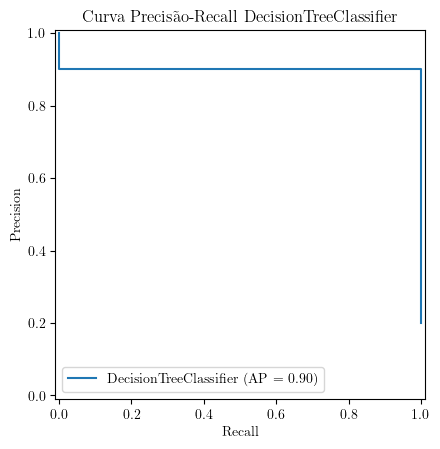 Curva Precisão-Recall DecisionTreeClassifier
1.0
0.8
0.6
0.4
0.2
0.0
Precision
DecisionTreeClassifier (AP = 0.90)
0.0 0.2 0.4 0.6 0.8 1.0
Recall